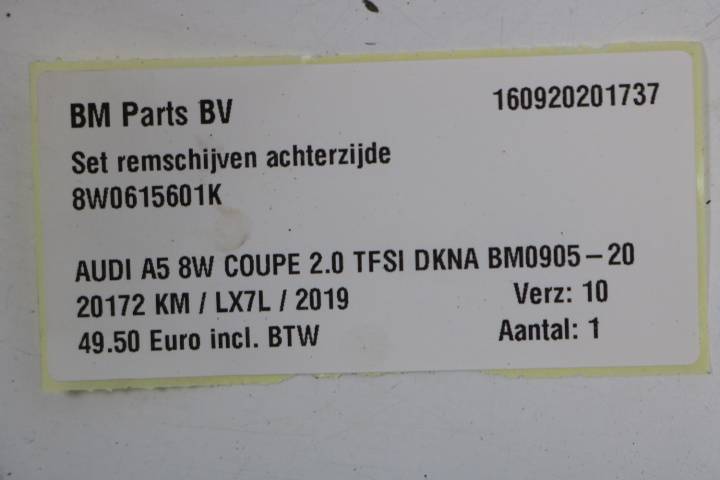 BM Parts BV 160920201737
Set remschijven achterzijde
8W0615601K
AUDI A5 8W COUPE 2.0 TFSI DKNA BM0905-20
20172 KM / LX7L / 2019 Verz: 10
49.50 Euro incl. BTW Aantal: 1